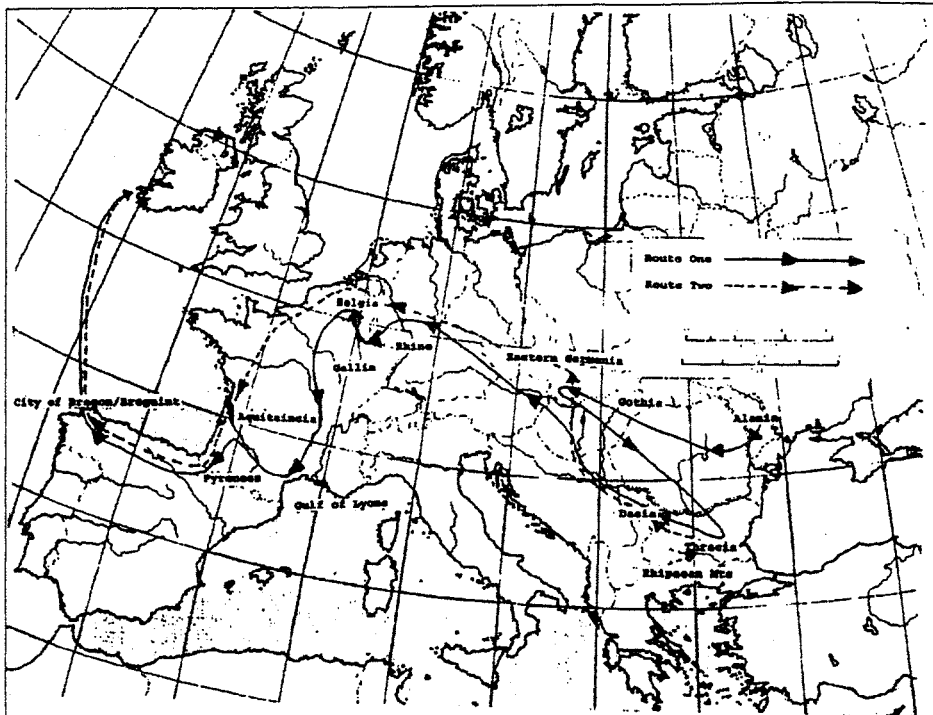 Route One
Route Two
Belgia
Rhine
Eastern Germania
Gallia
City of Bregon/Breguint
Aquitainia
Gothia
Alania
Pyrenees
Gulf of Lyons
Dacia
Thracia
Ekipsean Mts